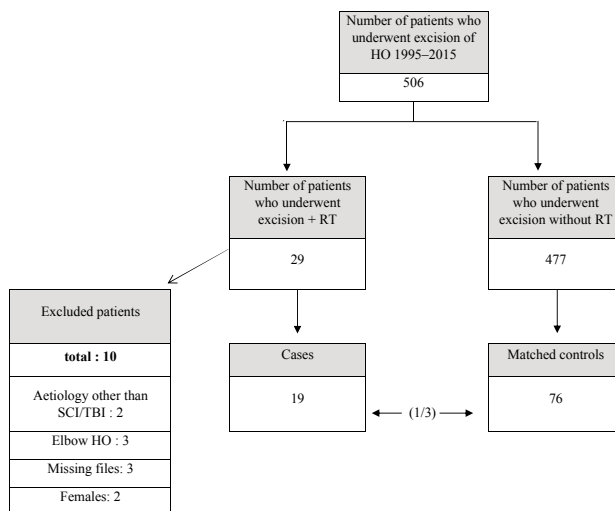 Number of patients who
underwent excision of
HO 1995–2015
506
Number of patients
who underwent
excision + RT
29
Number of patients
who underwent
excision without RT
477
Excluded patients
total : 10
Aetiology other than
SCI/TBI : 2
Elbow HO : 3
Missing files: 3
Females: 2
Cases
19
(1/3)
Matched controls
76